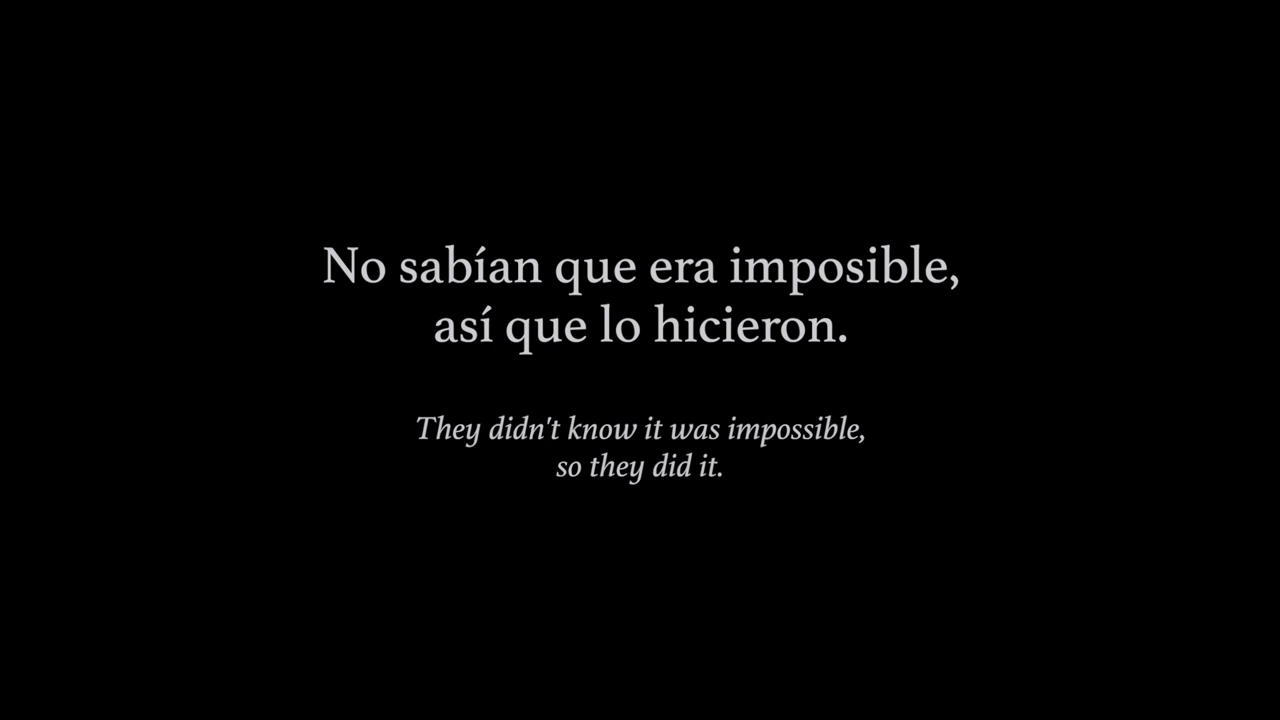 No sabían que era imposible,
así que lo hicieron.
They didn't know it was impossible,
so they did it.